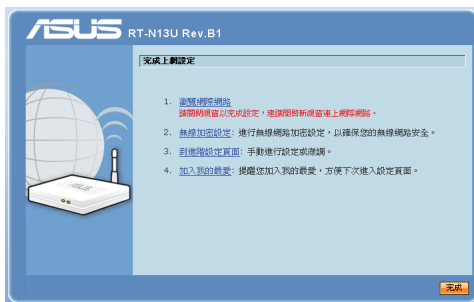 ASUS RT-N13U Rev.B1
完成上網設定
1. 瀏覽網際網路
請關閉視窗以完成設定，建議開啟新視窗連上網際網路。
2. 無線加密設定: 進行無線網路加密設定，以確保您的無線網路安全。
3. 到進階設定頁面: 手動進行設定或微調。
4. 加入我的最愛: 提醒您加入我的最愛，方便下次進入設定頁面。
完成